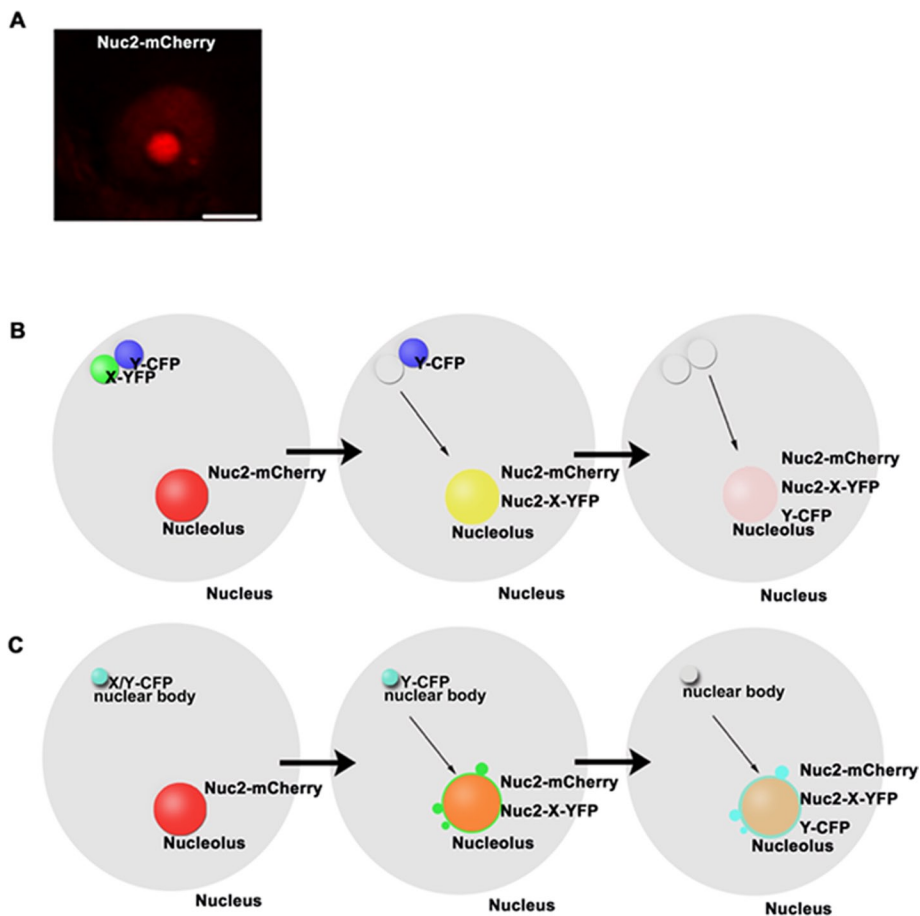 A
Nuc2-mCherry
B
Y-CFP
X-YFP
Nuc2-mCherry
Nucleolus
Nucleus
Y-CFP
Nuc2-mCherry
Nuc2-X-YFP
Nucleolus
Nucleus
Nuc2-mCherry
Nuc2-X-YFP
Y-CFP
Nucleolus
Nucleus
C
X/Y-CFP
nuclear body
Nuc2-mCherry
Nucleolus
Nucleus
Y-CFP
nuclear body
Nuc2-mCherry
Nuc2-X-YFP
Nucleolus
Nucleus
nuclear body
Nuc2-mCherry
Nuc2-X-YFP
Y-CFP
Nucleolus
Nucleus